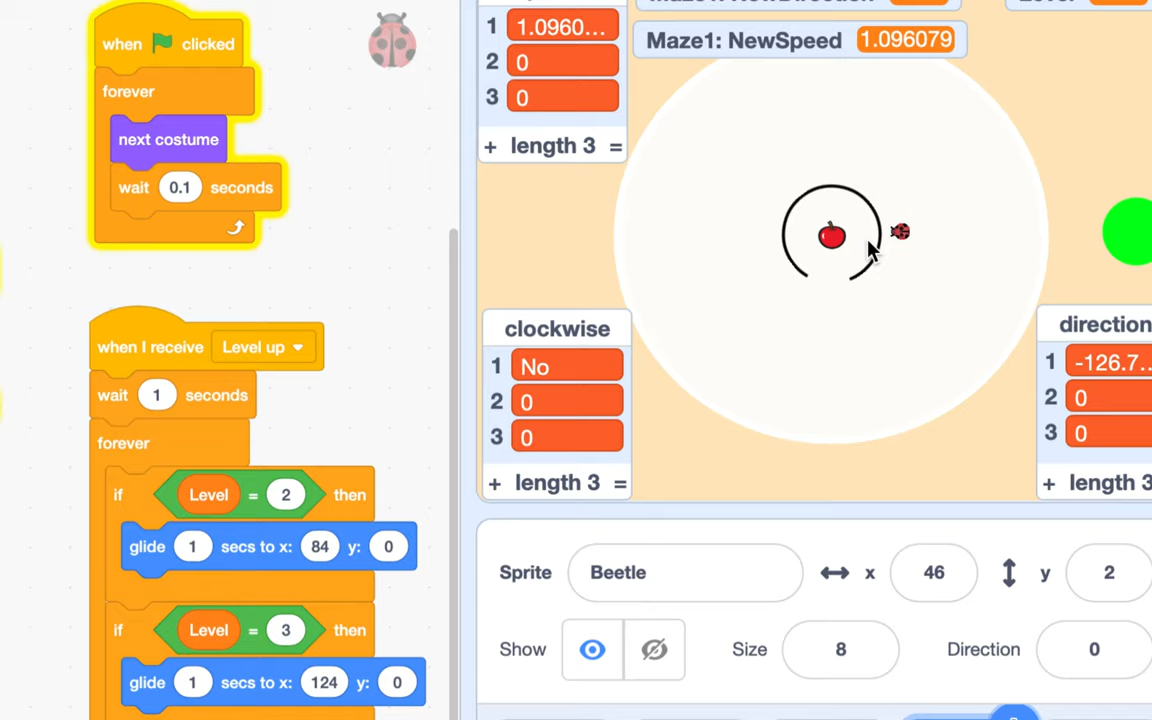 when clicked
forever
next costume
wait 0.1 seconds
when I receive Level up
wait 1 seconds
forever
if Level = 2 then
glide 1 secs to x: 84 y: 0
if Level = 3 then
glide 1 secs to x: 124 y: 0
1 1.0960...
2 0
3 0
+ length 3 =
Maze1: NewSpeed 1.096079
clockwise
1 No
2 0
3 0
+ length 3 =
direction
1 -126.7..
2 0
3 0
+ length 3
Sprite Beetle x 46 y 2
Show Size 8 Direction 0